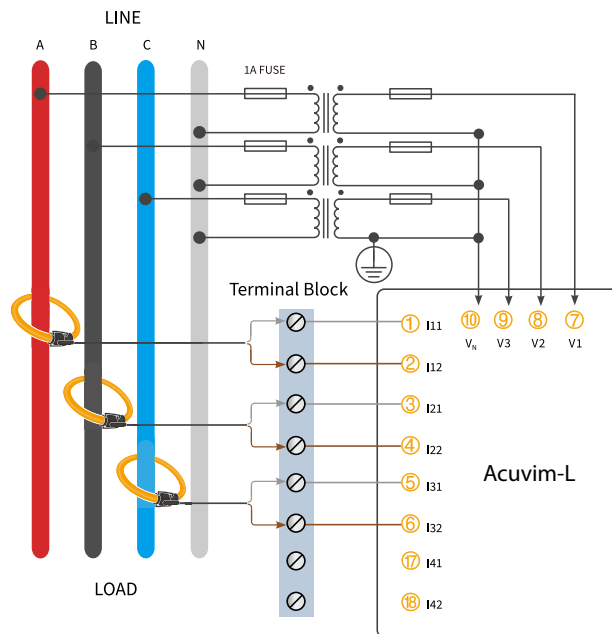 LINE
A B C N
1A FUSE
Terminal Block
⑩ ⑨ ⑧ ⑦
VN V3 V2 V1
① I11
② I12
③ I21
④ I22
⑤ I31
⑥ I32
⑰ I41
⑱ I42
Acuvim-L
LOAD